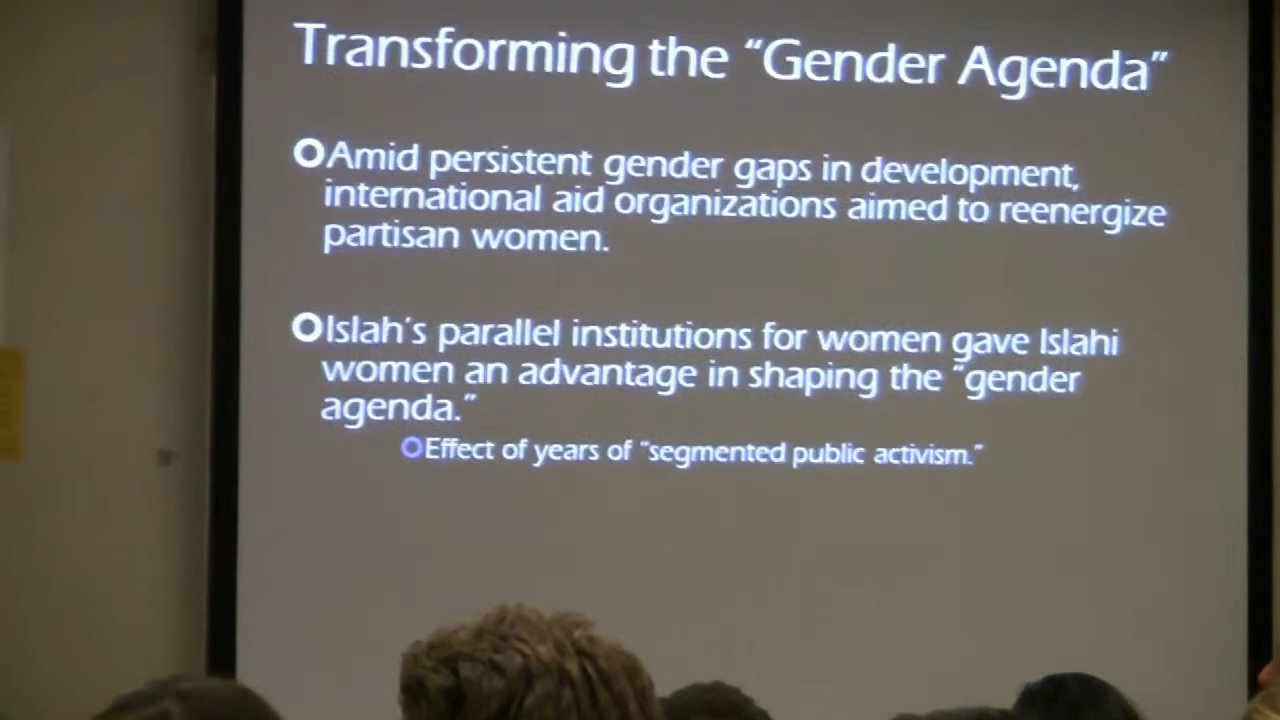 Transforming the “Gender Agenda”
Amid persistent gender gaps in development,
international aid organizations aimed to reenergize
partisan women.
Islah's parallel institutions for women gave Islahi
women an advantage in shaping the “gender
agenda.”
Effect of years of “segmented public activism.”